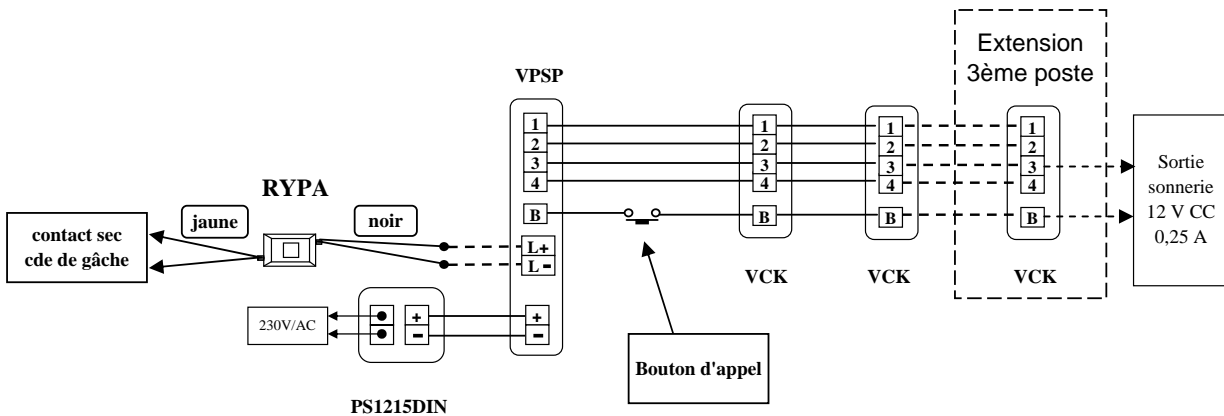 Extension
3ème poste
VPSP
1 1 1 1
2 2 2 2
3 3 3 3
4 4 4 4
B B B B
Sortie
sonnerie
12 V CC
0,25 A
RYPA
jaune
noir
contact sec
cde de gâche
L+
L-
VCK
VCK
VCK
230V/AC
+ +
- -
Bouton d'appel
PS1215DIN